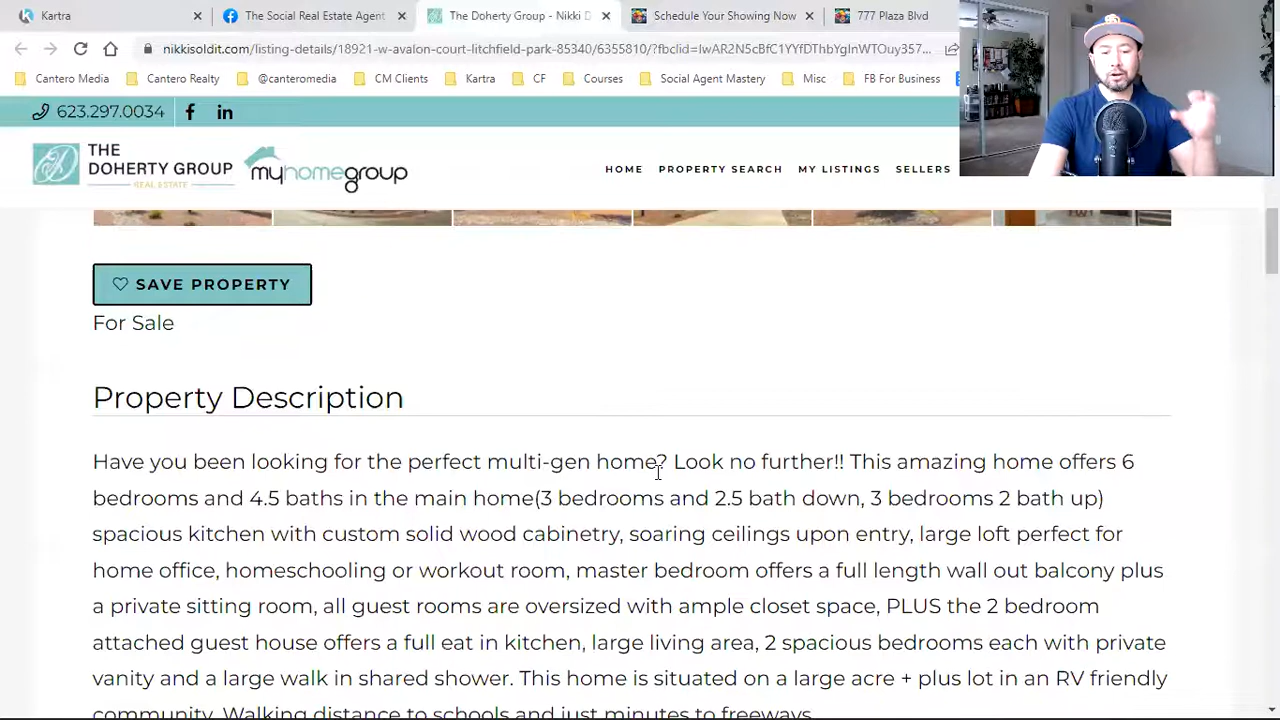 Kartra
The Social Real Estate Agent
The Doherty Group - Nikki D
Schedule Your Showing Now
777 Plaza Blvd
nikkisoldit.com/listing-details/18921-w-avalon-court-litchfield-park-85340/6355810/?fbclid=IwAR2N5cBfC1YYfDThbYgInWTOuy357...
Cantero Media
Cantero Realty
@canteromedia
CM Clients
Kartra
CF
Courses
Social Agent Mastery
Misc
FB For Business
623.297.0034
THE
DOHERTY GROUP
REAL ESTATE
myhomegroup
HOME
PROPERTY SEARCH
MY LISTINGS
SELLERS
SAVE PROPERTY
For Sale
Property Description
Have you been looking for the perfect multi-gen home? Look no further!! This amazing home offers 6
bedrooms and 4.5 baths in the main home(3 bedrooms and 2.5 bath down, 3 bedrooms 2 bath up)
spacious kitchen with custom solid wood cabinetry, soaring ceilings upon entry, large loft perfect for
home office, homeschooling or workout room, master bedroom offers a full length wall out balcony plus
a private sitting room, all guest rooms are oversized with ample closet space, PLUS the 2 bedroom
attached guest house offers a full eat in kitchen, large living area, 2 spacious bedrooms each with private
vanity and a large walk in shared shower. This home is situated on a large acre + plus lot in an RV friendly
community. Walking distance to schools and just minutes to freeways.